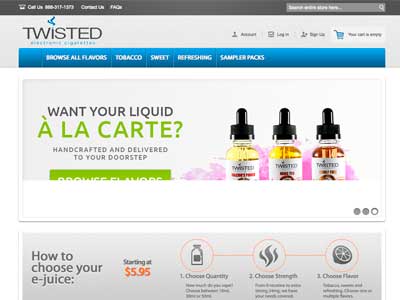 Call Us 888-317-1373 Contact Us FAQs
Search entire store here...
TWISTED
electronic cigarettes
Account Log in Sign Up Your cart is empty
BROWSE ALL FLAVORS TOBACCO SWEET REFRESHING SAMPLER PACKS
WANT YOUR LIQUID
À LA CARTE?
HANDCRAFTED AND DELIVERED
TO YOUR DOORSTEP
BROWSE FLAVORS
TWISTED TWISTED TWISTED
How to
choose your
e-juice:
Starting at
$5.95
1. Choose Quantity
How much do you vape?
Choose between 10ml,
30ml or 50ml.
2. Choose Strength
From 0 nicotine to extra
strong 24mg, we have
your needs covered.
3. Choose Flavor
Tobacco, sweets and
refreshing. Choose one or
multiple flavors.